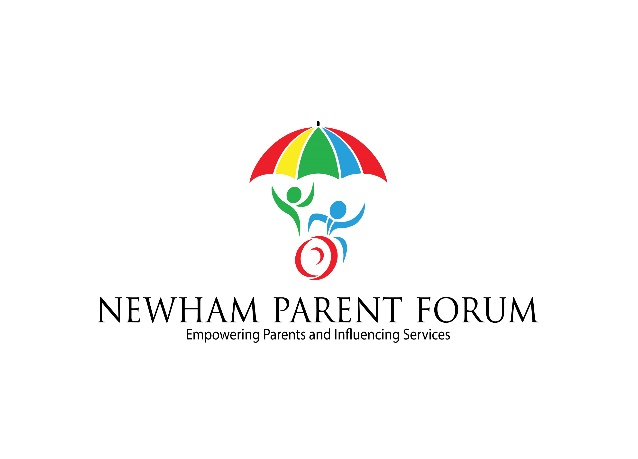 NEWHAM PARENT FORUM
Empowering Parents and Influencing Services